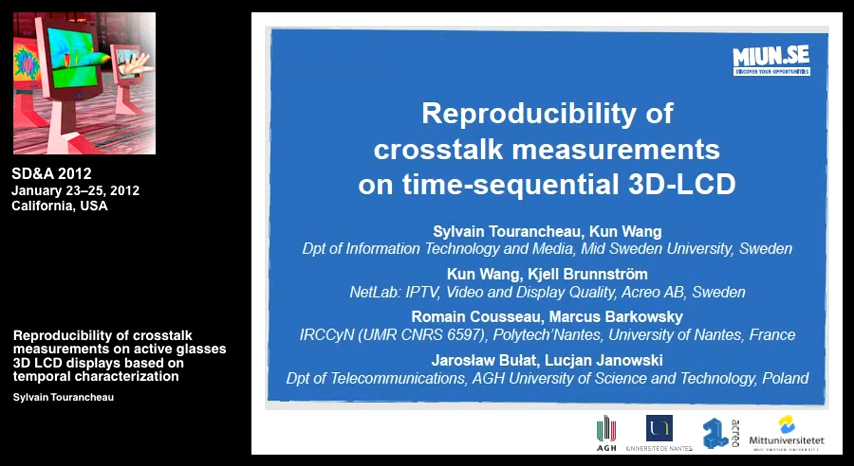 SD&A 2012
January 23–25, 2012
California, USA
Reproducibility of crosstalk
measurements on active glasses
3D LCD displays based on
temporal characterization
Sylvain Tourancheau
MIUN.SE
DISCOVER YOUR OPPORTUNITIES
Reproducibility of
crosstalk measurements
on time-sequential 3D-LCD
Sylvain Tourancheau, Kun Wang
Dpt of Information Technology and Media, Mid Sweden University, Sweden
Kun Wang, Kjell Brunnström
NetLab: IPTV, Video and Display Quality, Acreo AB, Sweden
Romain Cousseau, Marcus Barkowsky
IRCCyN (UMR CNRS 6597), Polytech’Nantes, University of Nantes, France
Jarosław Bułat, Lucjan Janowski
Dpt of Telecommunications, AGH University of Science and Technology, Poland
AGH
UNIVERSITÉ DE NANTES
acreo
Mittuniversitetet
MID SWEDEN UNIVERSITY